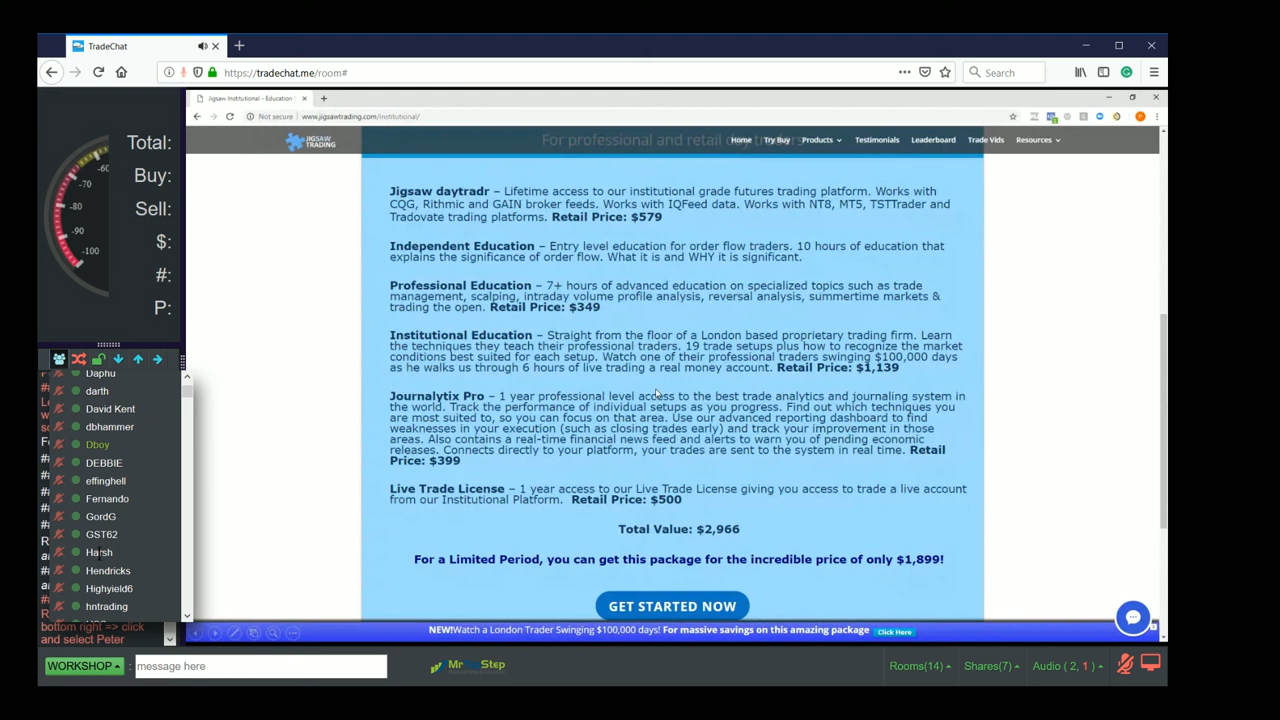 TradeChat
https://tradechat.me/room#
Search
Jigsaw Institutional - Education
Not secure
www.jigsawtrading.com/institutional/
JIGSAW
TRADING
For professional and retail day
Home
Try Buy
Products
Testimonials
Leaderboard
Trade Vids
Resources
Total:
Buy:
Sell:
$:
#:
P:
-60
-70
-80
-90
-100
Jigsaw daytradr – Lifetime access to our institutional grade futures trading platform. Works with
CQG, Rithmic and GAIN broker feeds. Works with IQFeed data. Works with NT8, MT5, TSTTrader and
Tradovate trading platforms. Retail Price: $579
Independent Education – Entry level education for order flow traders. 10 hours of education that
explains the significance of order flow. What it is and WHY it is significant.
Professional Education – 7+ hours of advanced education on specialized topics such as trade
management, scalping, intraday volume profile analysis, reversal analysis, summertime markets &
trading the open. Retail Price: $349
Institutional Education – Straight from the floor of a London based proprietary trading firm. Learn
the techniques they teach their professional traders. 19 trade setups plus how to recognize the market
conditions best suited for each setup. Watch one of their professional traders swinging $100,000 days
as he walks us through 6 hours of live trading a real money account. Retail Price: $1,139
Journalytix Pro – 1 year professional level access to the best trade analytics and journaling system in
the world. Track the performance of individual setups as you progress. Find out which techniques you
are most suited to, so you can focus on that area. Use our advanced reporting dashboard to find
weaknesses in your execution (such as closing trades early) and track your improvement in those
areas. Also contains a real-time financial news feed and alerts to warn you of pending economic
releases. Connects directly to your platform, your trades are sent to the system in real time. Retail
Price: $399
Live Trade License – 1 year access to our Live Trade License giving you access to trade a live account
from our Institutional Platform. Retail Price: $500
Total Value: $2,966
For a Limited Period, you can get this package for the incredible price of only $1,899!
GET STARTED NOW
NEW!Watch a London Trader Swinging $100,000 days! For massive savings on this amazing package
Click Here
Daphu
darth
David Kent
dbhammer
Dboy
DEBBIE
effinghell
Fernando
GordG
GST62
Harsh
Hendricks
Highyield6
hntrading
bottom right => click
and select Peter
WORKSHOP
:
message here
Rooms(14)
Shares(7)
Audio ( 2, 1 )